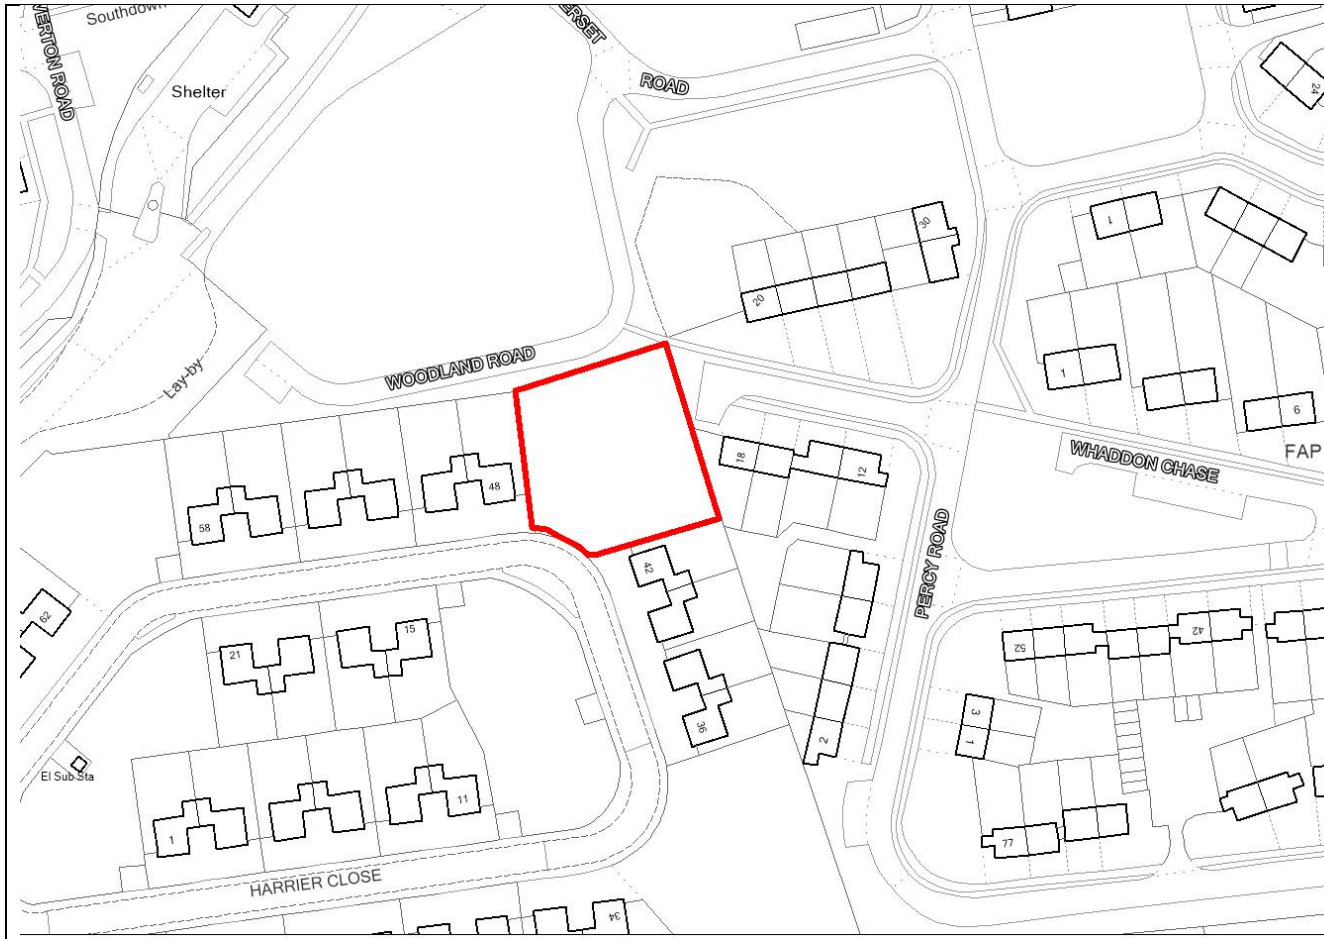 Southdown
VERTON ROAD
Shelter
ERSET
ROAD
24
30
20
1
1
6
FAP
WOODLAND ROAD
Lay-by
WHADDON CHASE
18
12
48
58
42
PERCY ROAD
62
15
21
52
42
36
2
3
1
El Sub Sta
11
1
77
HARRIER CLOSE
34